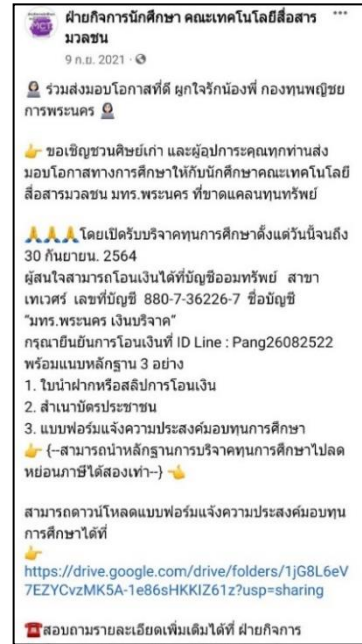 ฝ่ายกิจการนักศึกษา คณะเทคโนโลยีสื่อสาร
มวลชน
9 ก.ย. 2021 ·
ร่วมส่งมอบโอกาสที่ดี ผูกใจรักน้องพี่ กองทุนพญิชย
การพระนคร
ขอเชิญชวนศิษย์เก่า และผู้อุปการะคุณทุกท่านส่ง
มอบโอกาสทางการศึกษาให้กับนักศึกษาคณะเทคโนโลยี
สื่อสารมวลชน มทร.พระนคร ที่ขาดแคลนทุนทรัพย์
โดยเปิดรับบริจาคทุนการศึกษาตั้งแต่วันนี้จนถึง
30 กันยายน. 2564
ผู้สนใจสามารถโอนเงินได้ที่บัญชีออมทรัพย์ สาขา
เทเวศร์ เลขที่บัญชี 880-7-36226-7 ชื่อบัญชี
"มทร.พระนคร เงินบริจาค"
กรุณายืนยันการโอนเงินที่ ID Line : Pang26082522
พร้อมแนบหลักฐาน 3 อย่าง
1. ใบนำฝากหรือสลิปการโอนเงิน
2. สำเนาบัตรประชาชน
3. แบบฟอร์มแจ้งความประสงค์มอบทุนการศึกษา
{--สามารถนำหลักฐานการบริจาคทุนการศึกษาไปลด
หย่อนภาษีได้สองเท่า--}
สามารถดาวน์โหลดแบบฟอร์มแจ้งความประสงค์มอบทุน
การศึกษาได้ที่
https://drive.google.com/drive/folders/1jG8L6eV
7EZYCvzMK5A-1e86sHKKIZ61z?usp=sharing
สอบถามรายละเอียดเพิ่มเติมได้ที่ ฝ่ายกิจการ